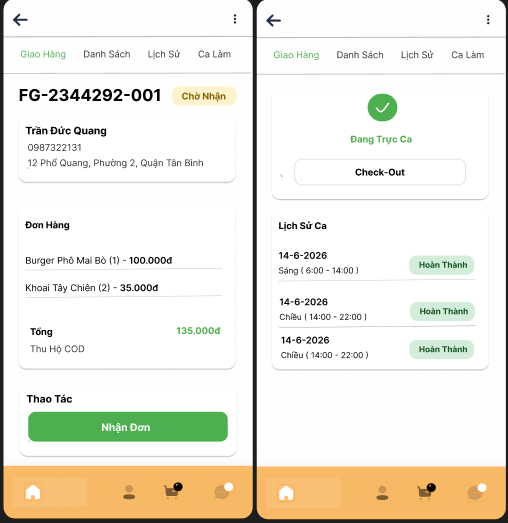 Giao Hàng Danh Sách Lịch Sử Ca Làm
FG-2344292-001 Chờ Nhận
Trần Đức Quang
0987322131
12 Phổ Quang, Phường 2, Quận Tân Bình
Đơn Hàng
Burger Phô Mai Bò (1) - 100.000đ
Khoai Tây Chiên (2) - 35.000đ
Tổng 135.000đ
Thu Hộ COD
Thao Tác
Nhận Đơn
Giao Hàng Danh Sách Lịch Sử Ca Làm
Đang Trực Ca
Check-Out
Lịch Sử Ca
14-6-2026
Sáng ( 6:00 - 14:00 ) Hoàn Thành
14-6-2026
Chiều ( 14:00 - 22:00 ) Hoàn Thành
14-6-2026
Chiều ( 14:00 - 22:00 ) Hoàn Thành